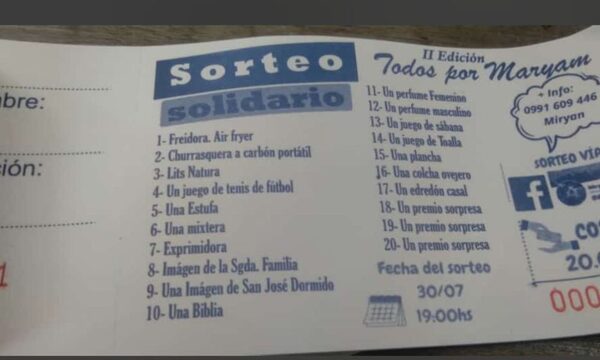 bre:
ción:
1
Sorteo
solidario
1- Freidora. Air fryer
2- Churrasquera a carbón portátil
3- Lits Natura
4- Un juego de tenis de fútbol
5- Una Estufa
6- Una mixtera
7- Exprimidora
8- Imágen de la Sgda. Familia
9- Una Imágen de San José Dormido
10- Una Biblia
II Edición
Todos por Maryam
11- Un perfume Femenino
12- Un perfume masculino
13- Un juego de sábana
14- Un juego de Toalla
15- Una plancha
16- Una colcha ovejero
17- Un edredón casal
18- Un premio sorpresa
19- Un premio sorpresa
20- Un premio sorpresa
Fecha del sorteo
30/07
19:00hs
+ Info:
0991 609 446
Miryan
SORTEO VÍA
f
CO
20.0
000